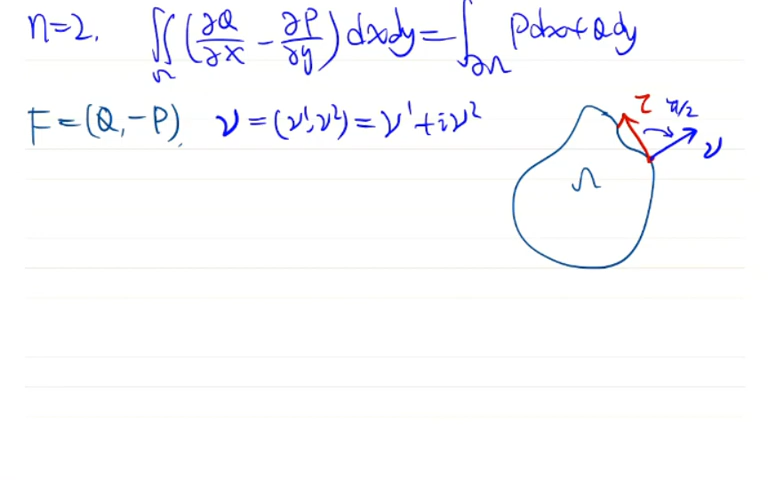 n=2, ∬_Ω (∂Q/∂x − ∂P/∂y) dxdy = ∫_∂Ω Pdx+Qdy
F=(Q,−P), ν=(ν¹,ν²)=ν¹+iν²
τ π/2
ν
Ω